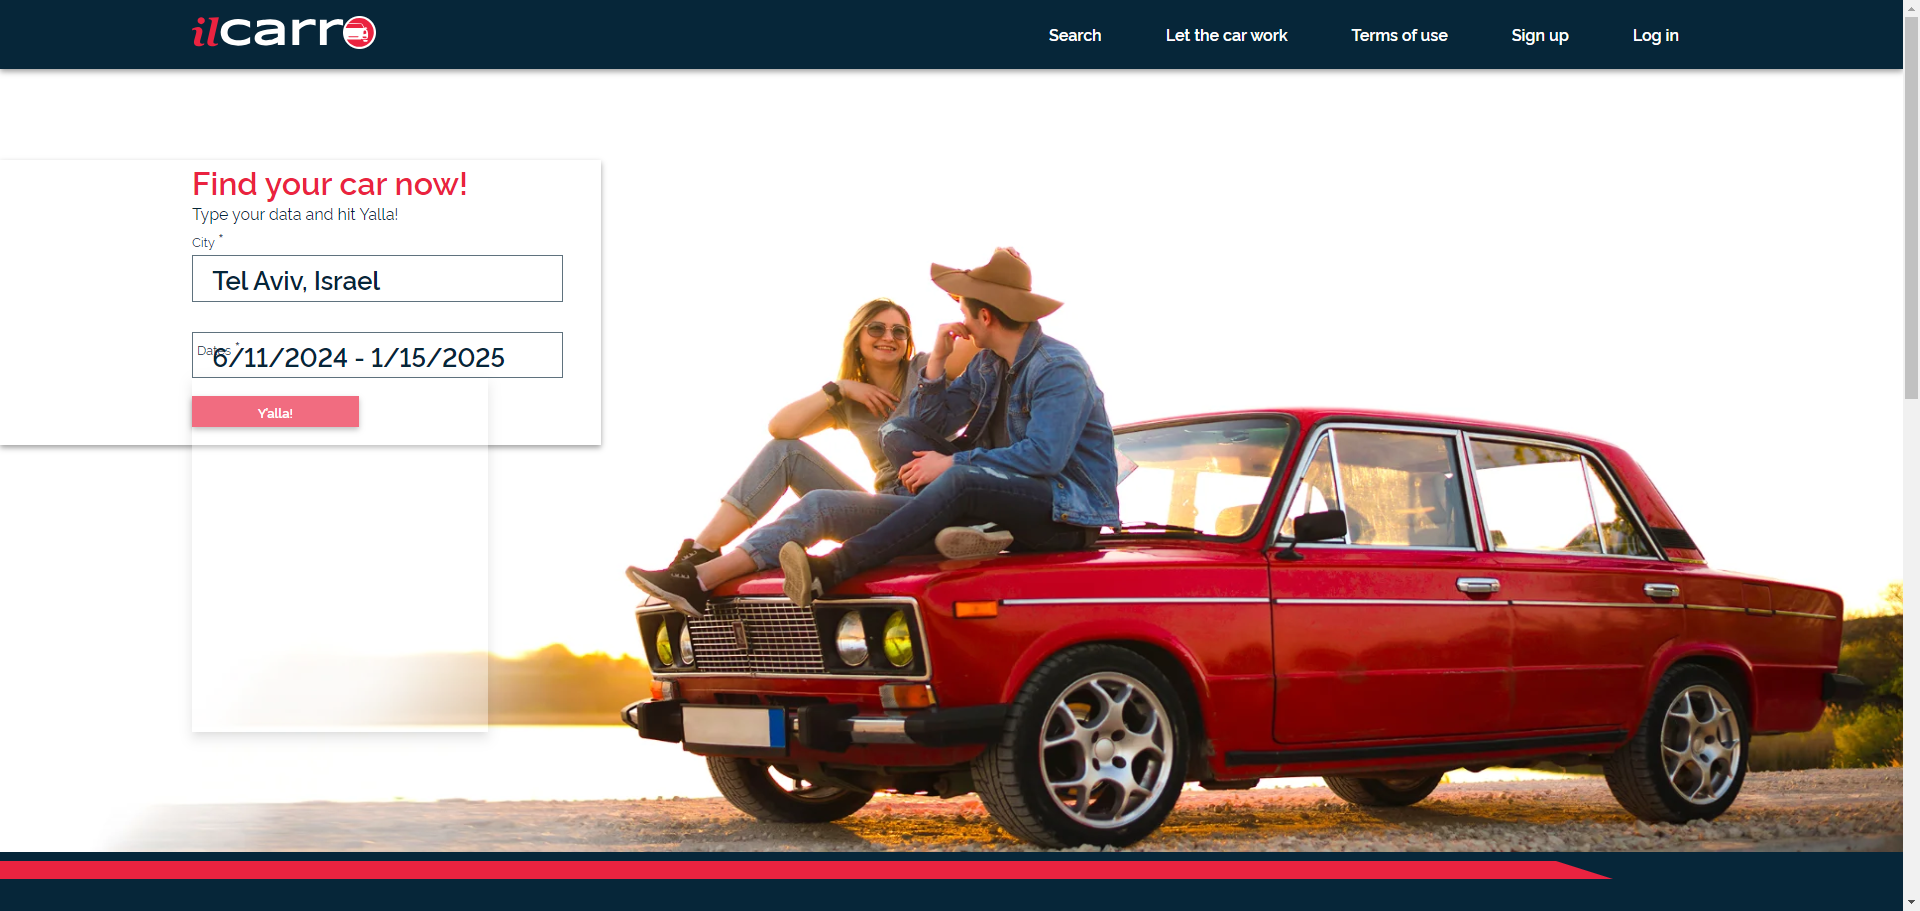 ilcarro
Search
Let the car work
Terms of use
Sign up
Log in
Find your car now!
Type your data and hit Yalla!
City *
Tel Aviv, Israel
Dates *
6/11/2024 - 1/15/2025
Y'alla!